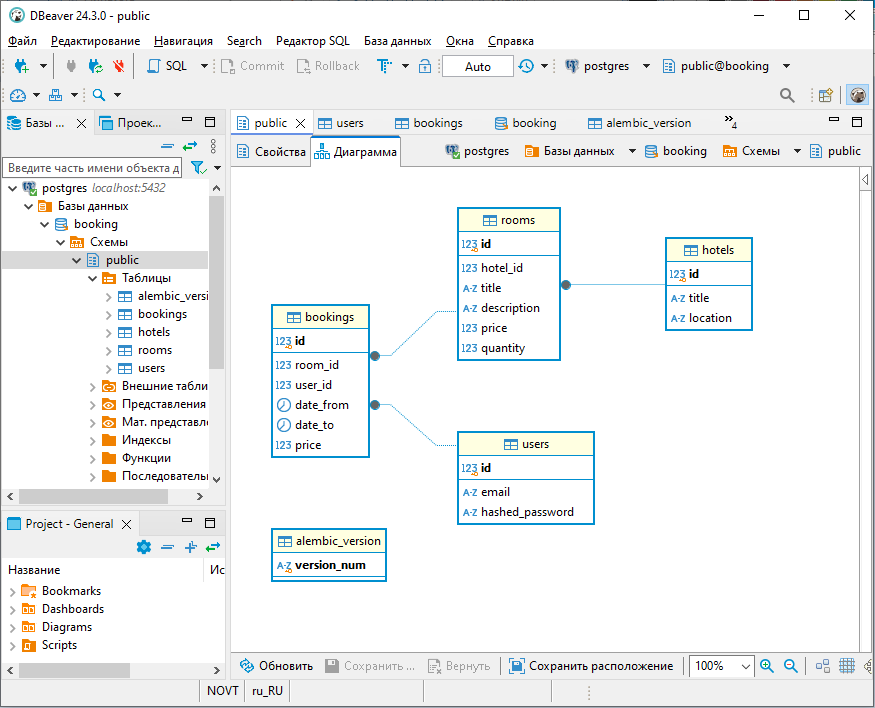 DBeaver 24.3.0 - public
Файл Редактирование Навигация Search Редактор SQL База данных Окна Справка
SQL Commit Rollback Auto postgres public@booking
Базы ... Проек...
public users bookings booking alembic_version »4
Введите часть имени объекта д
Свойства Диаграмма postgres Базы данных booking Схемы public
postgres localhost:5432
Базы данных
booking
Схемы
public
Таблицы
alembic_versi
bookings
hotels
rooms
users
Внешние табли
Представления
Мат. представл
Индексы
Функции
Последователь
Project - General
Название Ис
Bookmarks
Dashboards
Diagrams
Scripts
rooms
123 id
123 hotel_id
A-Z title
A-Z description
123 price
123 quantity
hotels
123 id
A-Z title
A-Z location
bookings
123 id
123 room_id
123 user_id
date_from
date_to
123 price
users
123 id
A-Z email
A-Z hashed_password
alembic_version
A-Z version_num
Обновить Сохранить ... Вернуть Сохранить расположение 100%
NOVT ru_RU